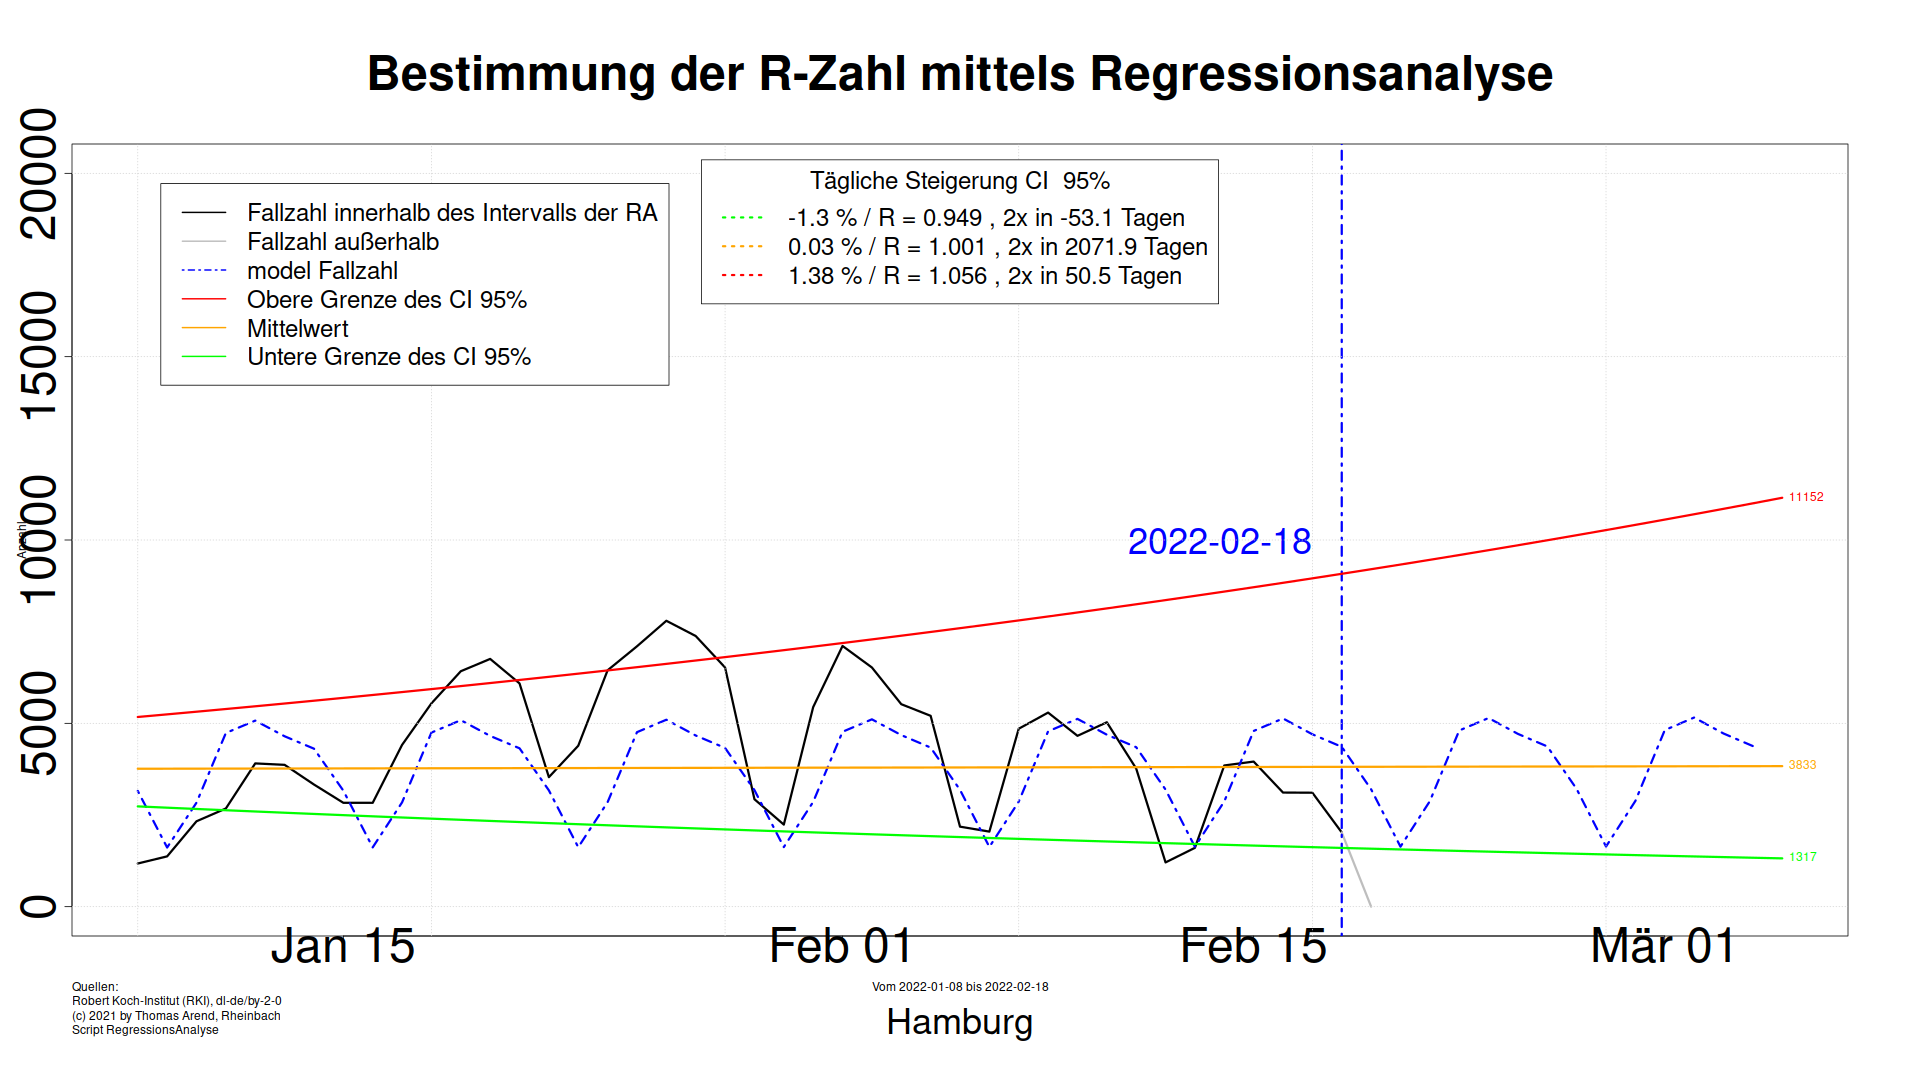 Bestimmung der R-Zahl mittels Regressionsanalyse
Anzahl
20000
15000
10000
5000
0
Fallzahl innerhalb des Intervalls der RA
Fallzahl außerhalb
model Fallzahl
Obere Grenze des CI 95%
Mittelwert
Untere Grenze des CI 95%
Tägliche Steigerung CI 95%
-1.3 % / R = 0.949 , 2x in -53.1 Tagen
0.03 % / R = 1.001 , 2x in 2071.9 Tagen
1.38 % / R = 1.056 , 2x in 50.5 Tagen
2022-02-18
11152
3833
1317
Jan 15
Feb 01
Feb 15
Mär 01
Quellen:
Robert Koch-Institut (RKI), dl-de/by-2-0
(c) 2021 by Thomas Arend, Rheinbach
Script RegressionsAnalyse
Vom 2022-01-08 bis 2022-02-18
Hamburg